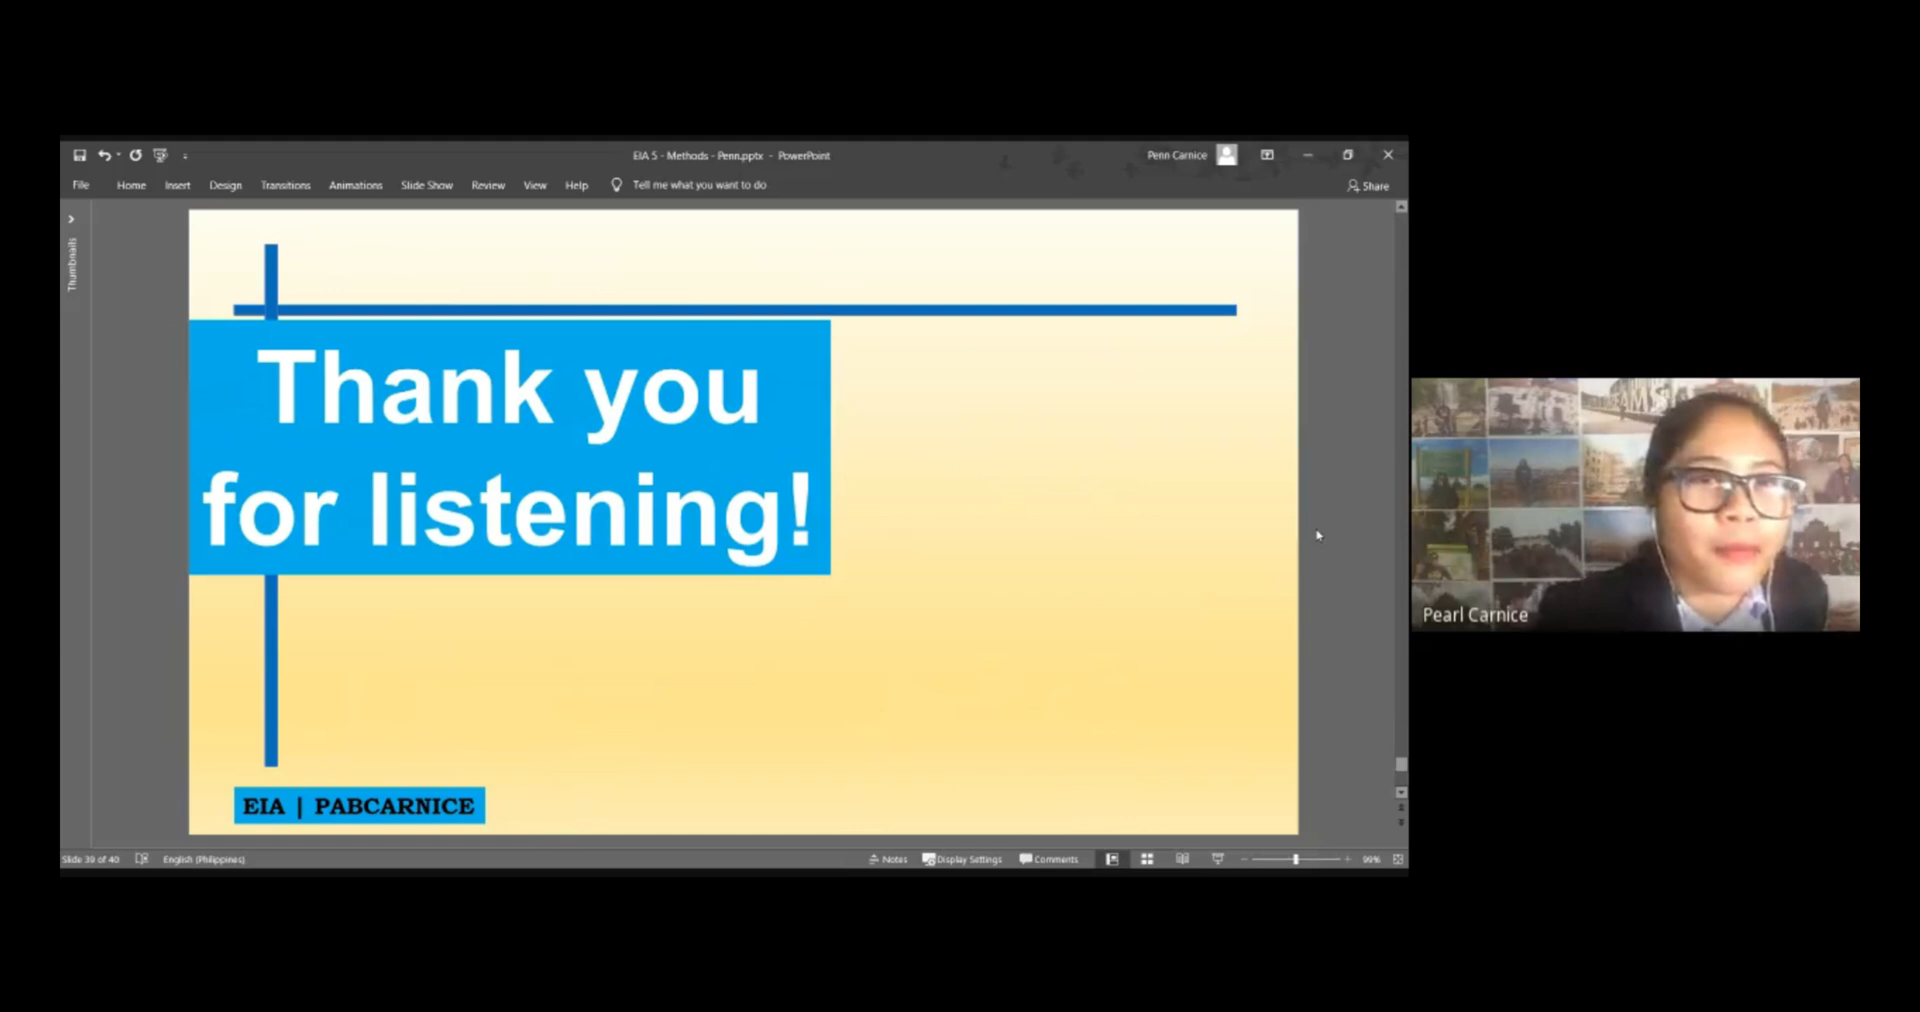 EIA 5 - Methods - Penn.pptx - PowerPoint
Penn Carnice
File Home Insert Design Transitions Animations Slide Show Review View Help Tell me what you want to do
Share
Thumbnails
Thank you
for listening!
EIA | PABCARNICE
Pearl Carnice
Slide 39 of 40 English (Philippines) Notes Display Settings Comments 99%